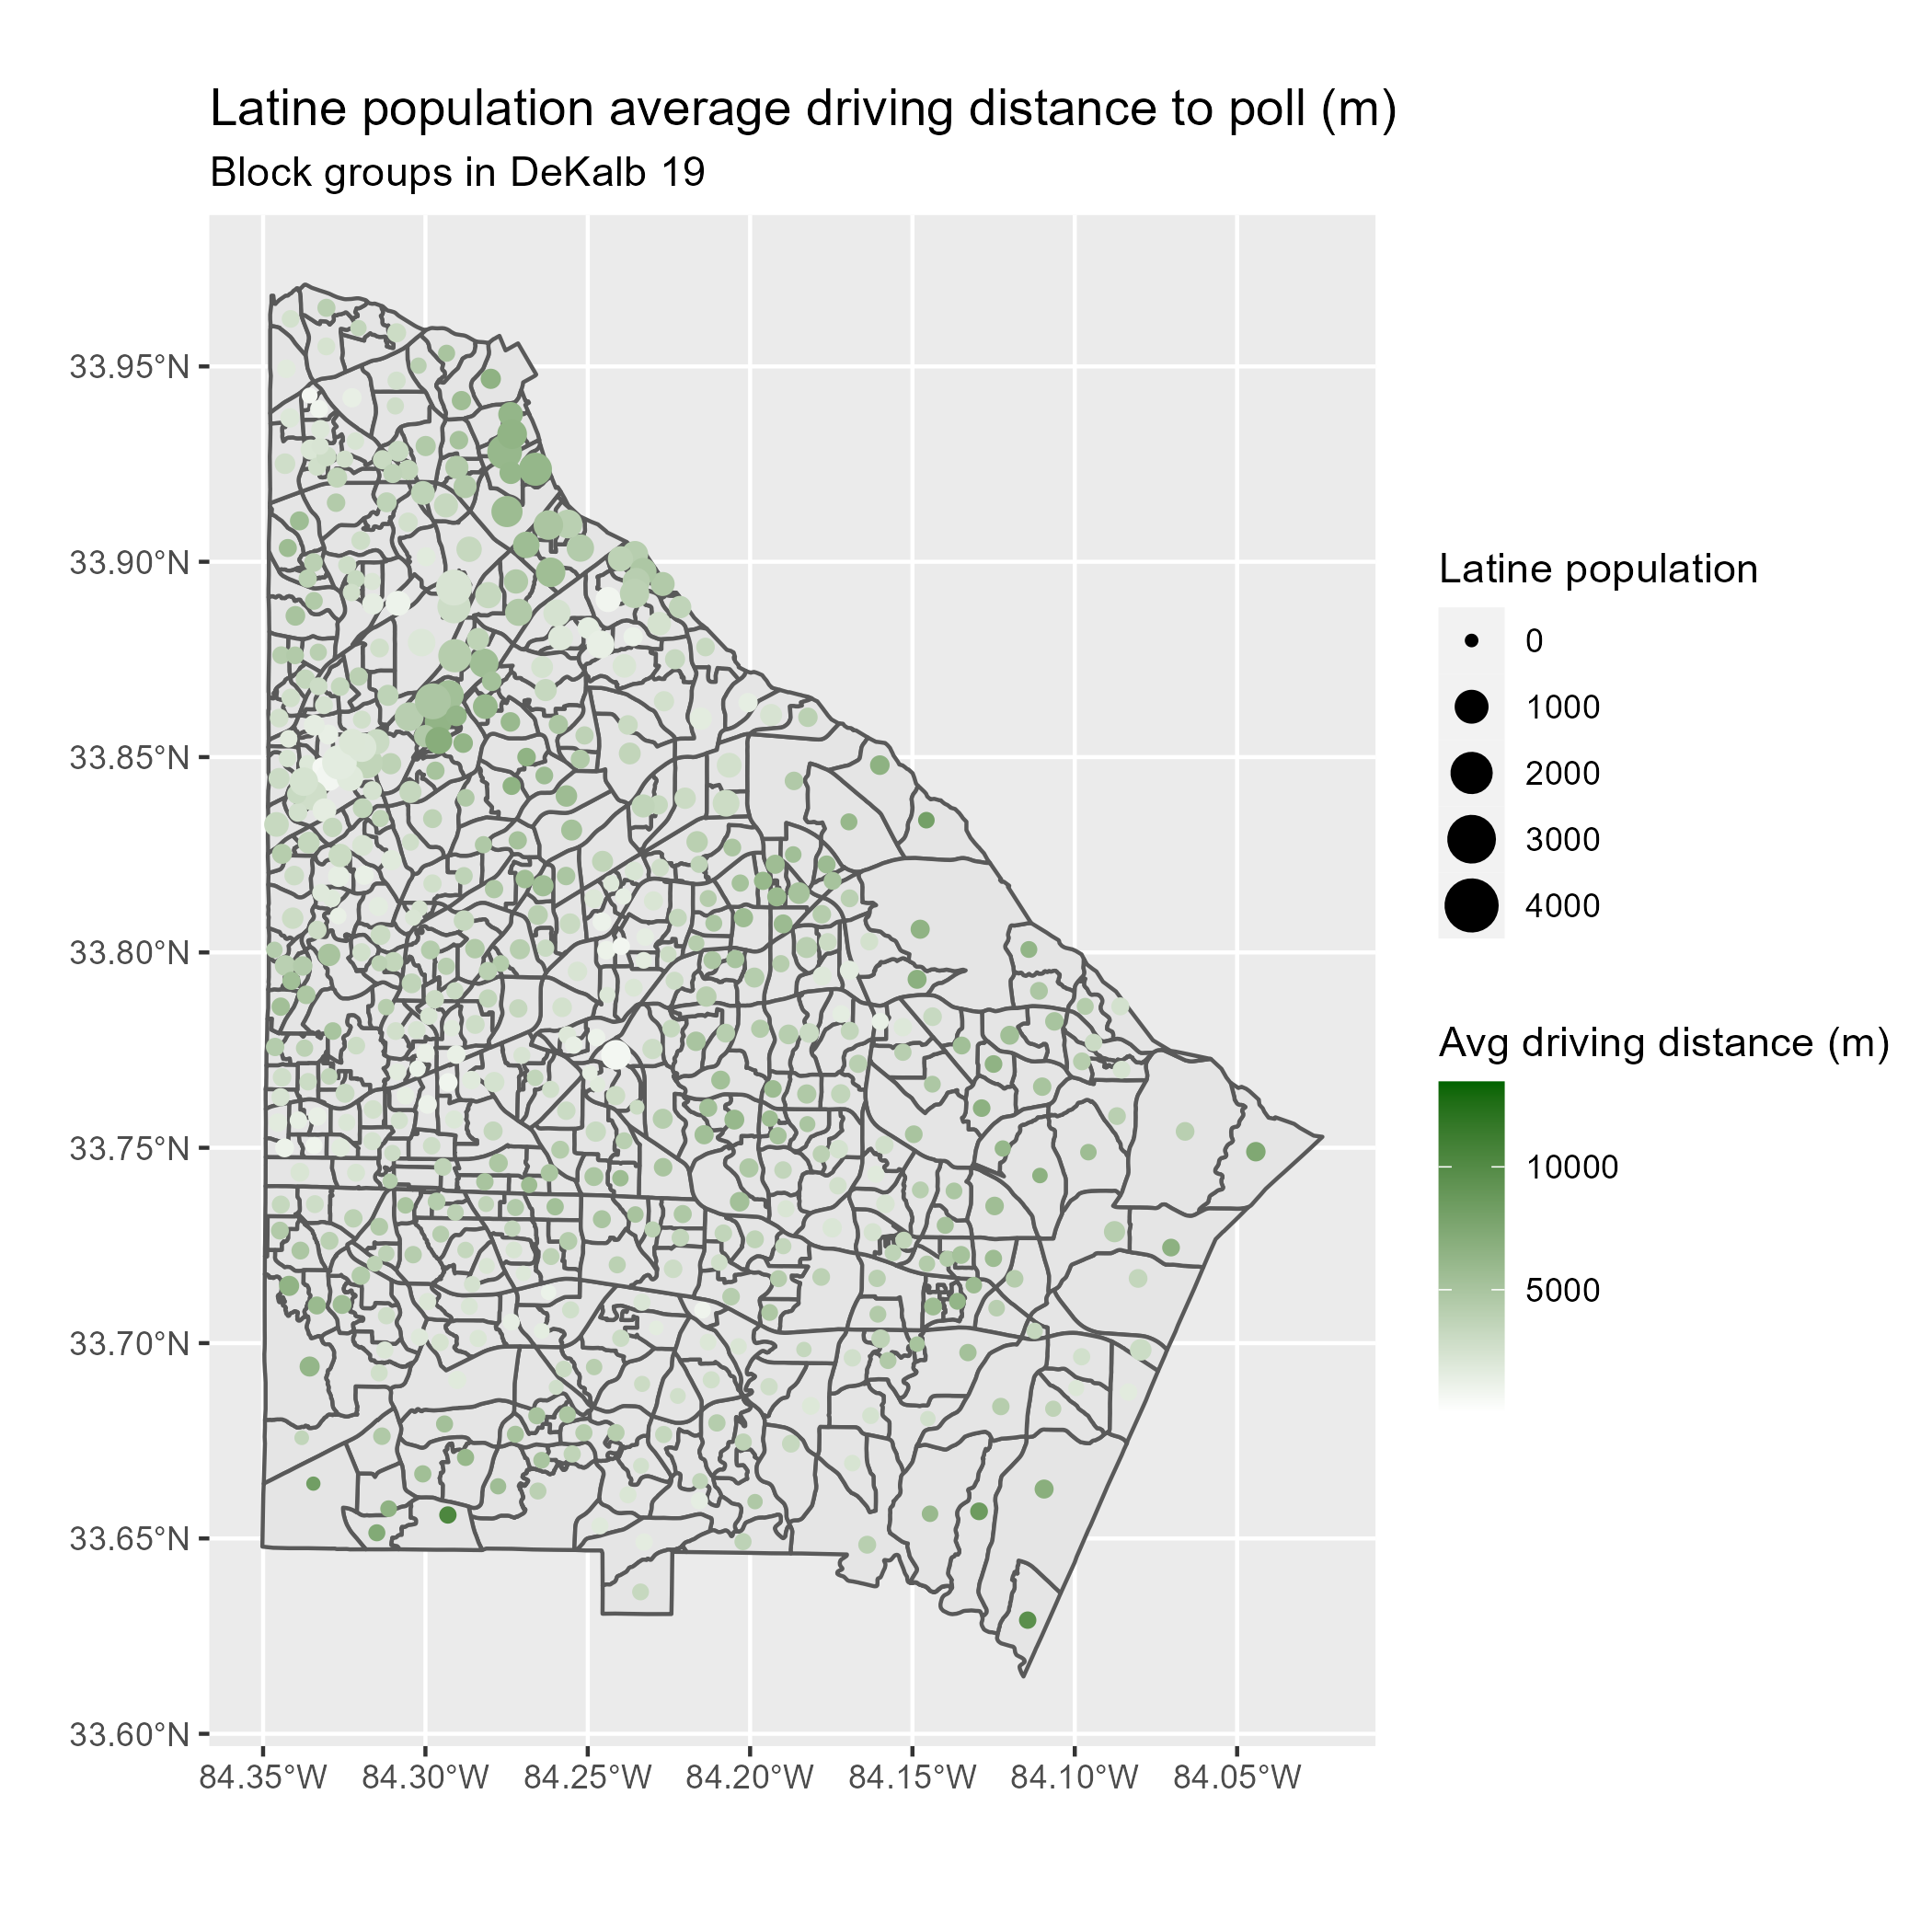 Latine population average driving distance to poll (m)
Block groups in DeKalb 19
33.95°N
33.90°N
33.85°N
33.80°N
33.75°N
33.70°N
33.65°N
33.60°N
84.35°W 84.30°W 84.25°W 84.20°W 84.15°W 84.10°W 84.05°W
Latine population
0
1000
2000
3000
4000
Avg driving distance (m)
10000
5000